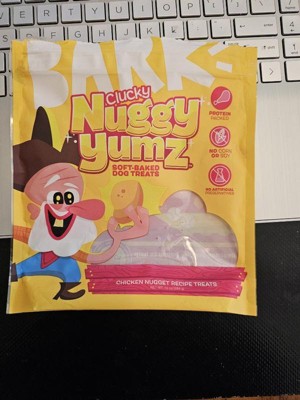 BARK
Clucky
Nuggy
Yumz
SOFT-BAKED
DOG TREATS
PROTEIN
PACKED
NO CORN
OR SOY
NO ARTIFICIAL
PRESERVATIVES
CHICKEN NUGGET RECIPE TREATS